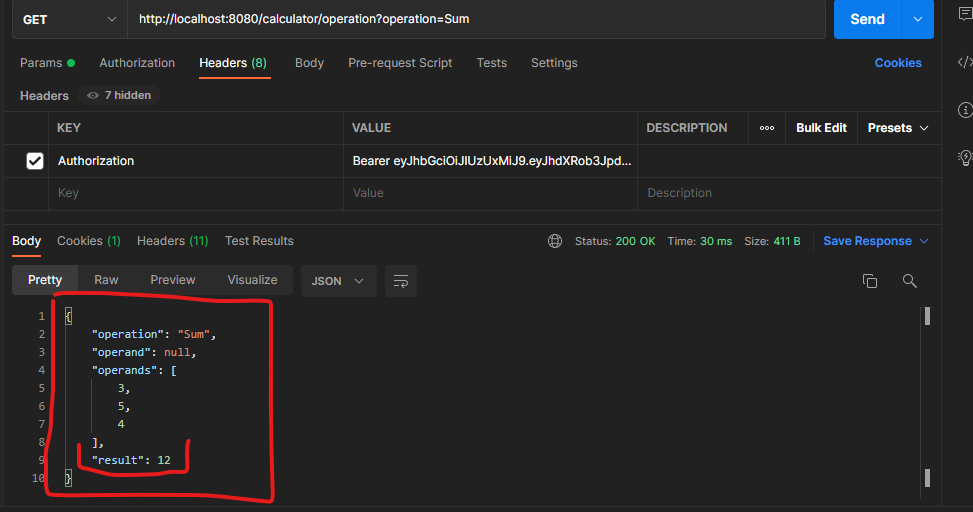 GET http://localhost:8080/calculator/operation?operation=Sum Send
Params Authorization Headers (8) Body Pre-request Script Tests Settings Cookies
Headers 7 hidden
KEY VALUE DESCRIPTION ooo Bulk Edit Presets
Authorization Bearer eyJhbGciOiJIUzUxMiJ9.eyJhdXRob3Jpd...
Key Value Description
Body Cookies (1) Headers (11) Test Results Status: 200 OK Time: 30 ms Size: 411 B Save Response
Pretty Raw Preview Visualize JSON
1 {
2 "operation": "Sum",
3 "operand": null,
4 "operands": [
5 3,
6 5,
7 4
8 ],
9 "result": 12
10 }